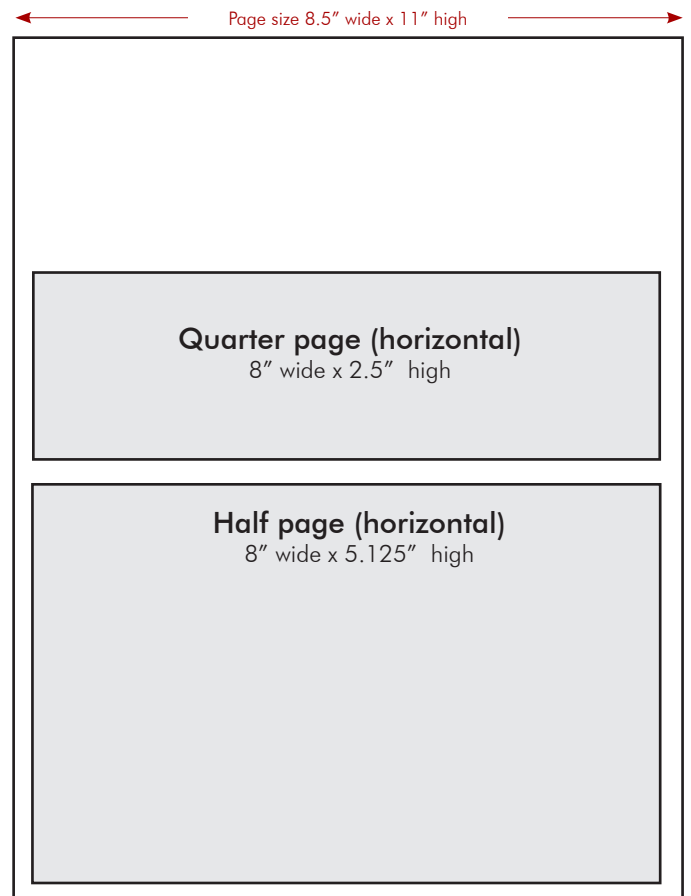 Page size 8.5” wide x 11” high
Quarter page (horizontal)
8” wide x 2.5”  high
Half page (horizontal)
8” wide x 5.125”  high